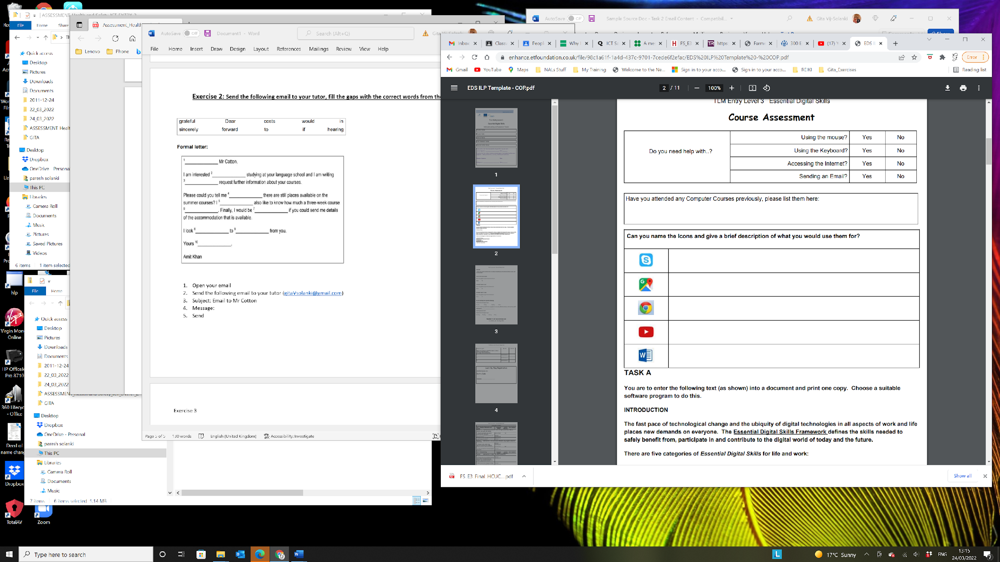 ASSESSMENT Health and Safety ICT ENTRY 2
File Home Share
Quick access
Desktop
Pictures
Downloads
Documents
2011-12-24
22_03_2022
24_03_2022
ASSESSMENT Healt
GITA
Desktop
Dropbox
OneDrive - Persona
paresh solanki
This PC
Libraries
Camera Roll
Documents
Music
Pictures
Saved Pictures
Videos
6 items 1 item selected
hlp
Virgin Mon
Online
HP OfficeJe
Pro 8710
360 Lifecyc
- Office
Deed of
name chang
Dropbox
TotalAV
Zoom
File Home
Quick access
Desktop
Pictures
Downloads
Documents
2011-12-24
22_03_2022
24_03_2022
GITA
Desktop
Dropbox
OneDrive - Personal
paresh solanki
This PC
Libraries
Camera Roll
Documents
Music
7 items 6 items selected 1.14 MB
Assessment_Health
Lenovo Phone
AutoSave Off Document1 - Word Search (Alt+Q)
File Home Insert Draw Design Layout References Mailings Review View Help
Exercise 2: Send the following email to your tutor, fill the gaps with the correct words from the
grateful Dear costs would in
sincerely forward to if hearing
Formal letter:
1 ____________ Mr Cotton,
I am interested 2 ____________ studying at your language school and I am writing
3 ____________ request further information about your courses.
Please could you tell me 4 ____________ there are still places available on the
summer courses? I 5 ____________ also like to know how much a three-week course
6 ____________. Finally, I would be 7 ____________ if you could send me details
of the accommodation that is available.
I look 8 ____________ to 9 ____________ from you.
Yours 10 ____________,
Amit Khan
1. Open your email
2. Send the following email to your tutor (gitaVsolanki@gmail.com)
3. Subject: Email to Mr Cotton
4. Message:
5. Send
Exercise 3
Page 5 of 5 130 words English (United Kingdom) Accessibility: Investigate
AutoSave Off Sample Source Doc - Task 2 Email Content - Compatibil... Gita Vij-Solanki
Inbox Classw People Why I ICT Sa A me FS_E3 https: Farme 300 E (17) Y EDS IL
enhance.etfoundation.co.uk/file/98c1a61f-1a4d-437c-9701-7cede6f2efac/EDS%20ILP%20Template%20-%20COP.pdf
Error
Gmail YouTube Maps NALs Stuff My Training Welcome to the Ne... Sign in to your acco... Sign in to your acco... REIKI Gita_Exercises Reading list
EDS ILP Template - COP.pdf 2 / 11 100%
1
2
3
4
TLM Entry Level 3 Essential Digital Skills
Course Assessment
Do you need help with..?
Using the mouse? Yes No
Using the Keyboard? Yes No
Accessing the Internet? Yes No
Sending an Email? Yes No
Have you attended any Computer Courses previously, please list them here:
Can you name the Icons and give a brief description of what you would use them for?
TASK A
You are to enter the following text (as shown) into a document and print one copy. Choose a suitable
software program to do this.
INTRODUCTION
The fast pace of technological change and the ubiquity of digital technologies in all aspects of work and life
places new demands on everyone. The Essential Digital Skills Framework defines the skills needed to
safely benefit from, participate in and contribute to the digital world of today and the future.
There are five categories of Essential Digital Skills for life and work:
FS E3 Final HCUC....pdf
Show all
Type here to search
17°C Sunny
ENG
13:15
24/03/2022
7